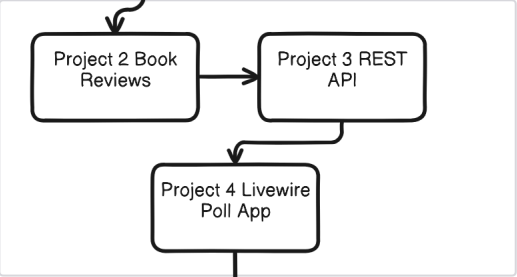 Project 2 Book
Reviews
Project 3 REST
API
Project 4 Livewire
Poll App